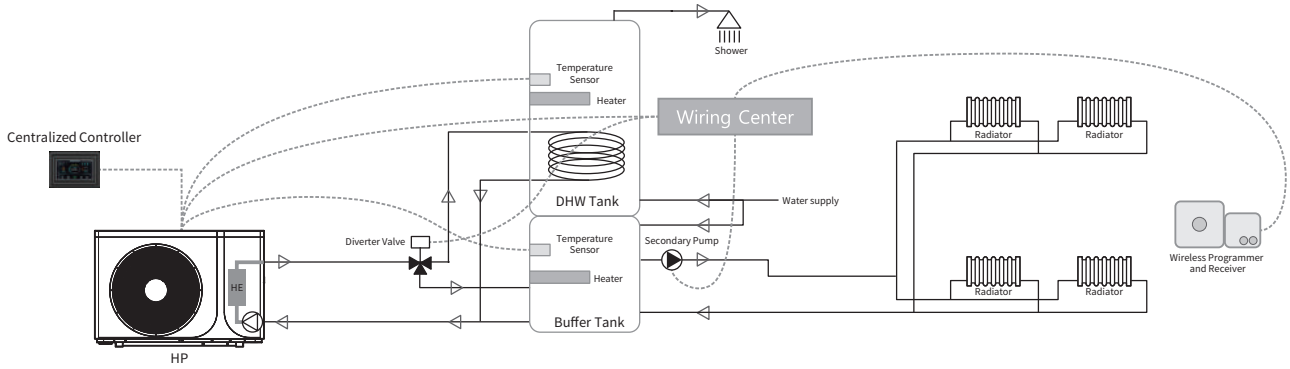 Shower
Temperature
Sensor
Heater
Wiring Center
Centralized Controller
Radiator
Radiator
DHW Tank
Water supply
Diverter Valve
Temperature
Sensor
Secondary Pump
Heater
HE
Buffer Tank
Radiator
Radiator
Wireless Programmer
and Receiver
HP